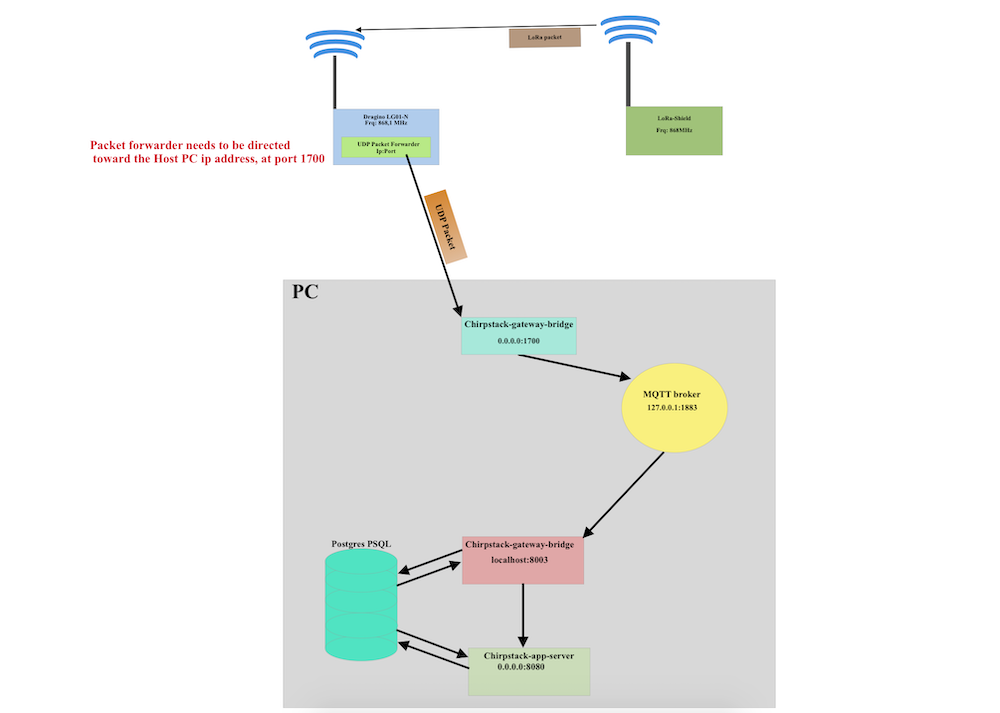 LoRa packet
Dragino LG01-N
Frq: 868,1 MHz
UDP Packet Forwarder
Ip:Port
LoRa-Shield
Frq: 868MHz
Packet forwarder needs to be directed
toward the Host PC ip address, at port 1700
UDP Packet
PC
Chirpstack-gateway-bridge
0.0.0.0:1700
MQTT broker
127.0.0.1:1883
Postgres PSQL
Chirpstack-gateway-bridge
localhost:8003
Chirpstack-app-server
0.0.0.0:8080